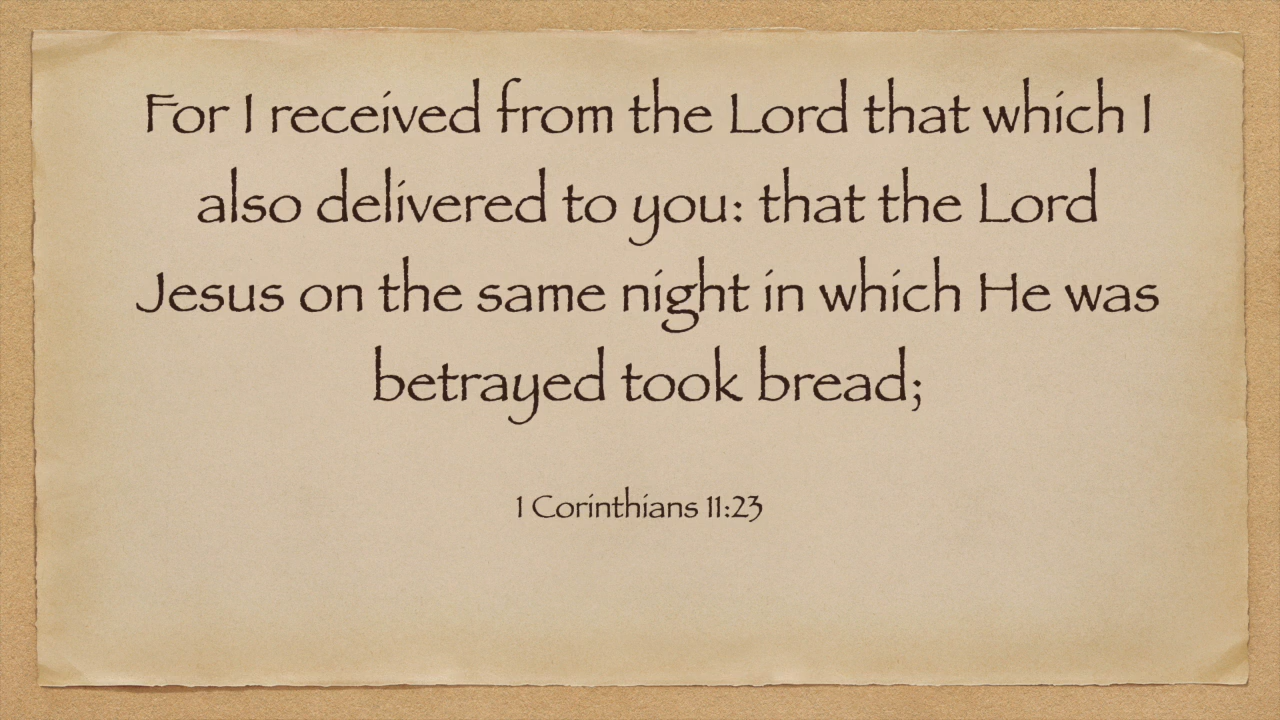 For I received from the Lord that which I
also delivered to you: that the Lord
Jesus on the same night in which He was
betrayed took bread;
1 Corinthians 11:23